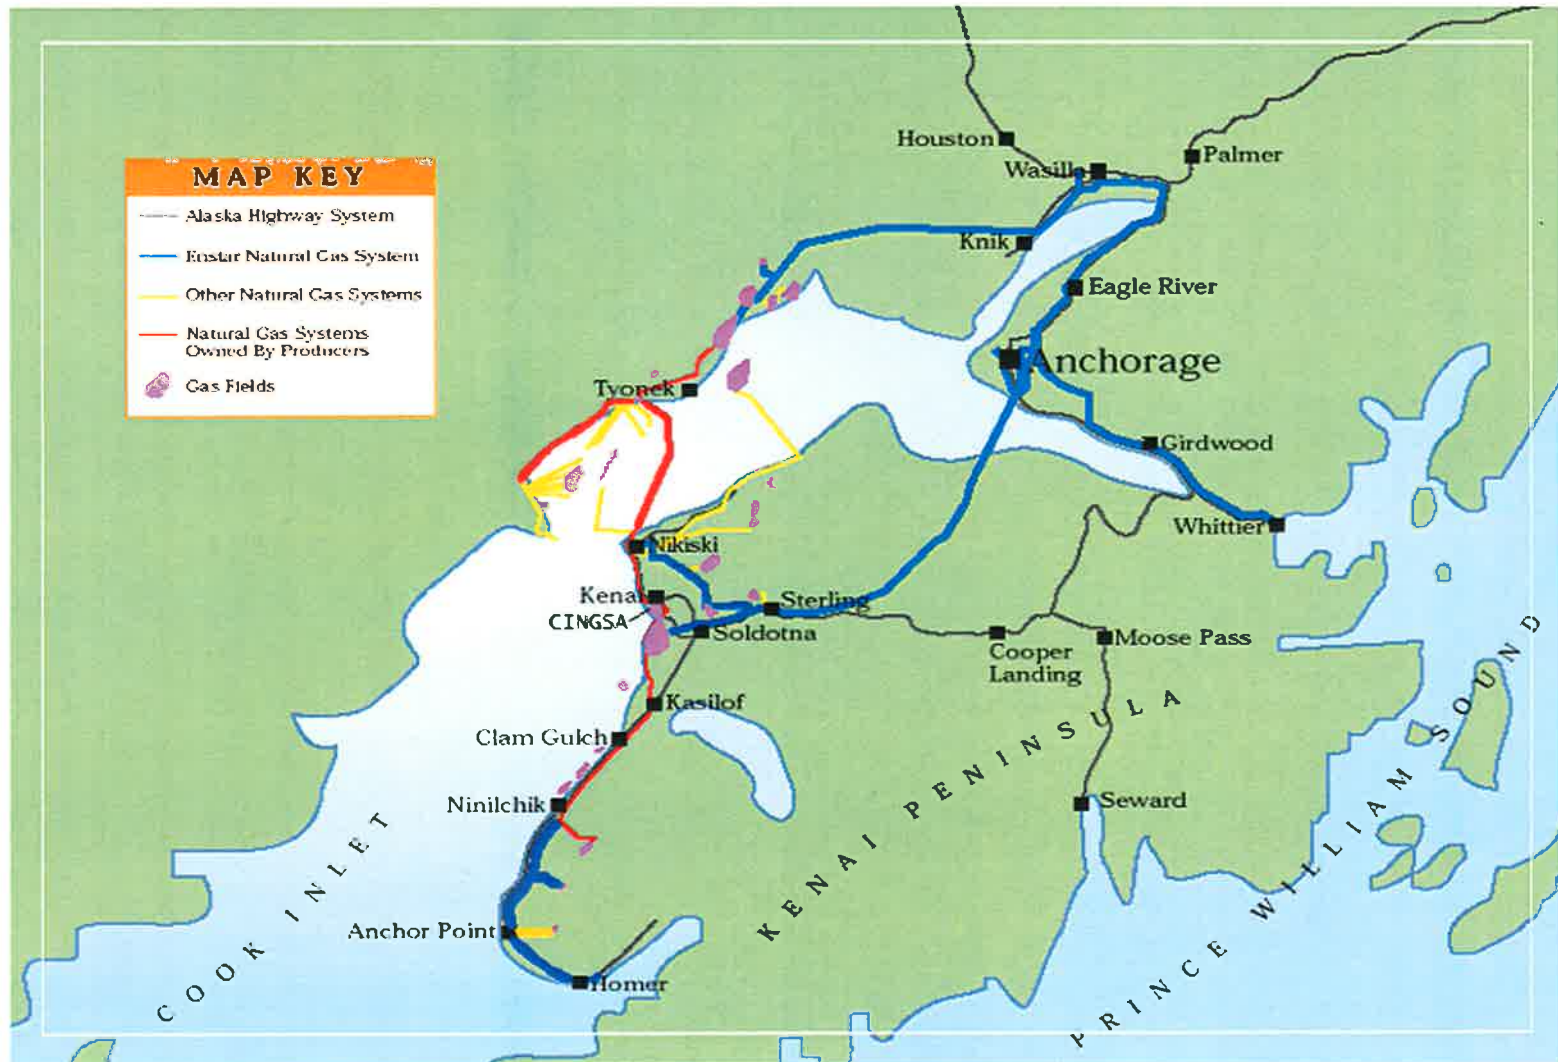 MAP KEY
Alaska Highway System
Enstar Natural Gas System
Other Natural Gas Systems
Natural Gas Systems
Owned By Producers
Gas Fields
Houston
Palmer
Wasilla
Knik
Eagle River
Anchorage
Tyonek
Girdwood
Whittier
Nikiski
Kenai
Sterling
CINGSA
Soldotna
Moose Pass
Cooper
Landing
Kasilof
Clam Gulch
Ninilchik
Seward
Anchor Point
Homer
COOK INLET
KENAI PENINSULA
PRINCE WILLIAM SOUND